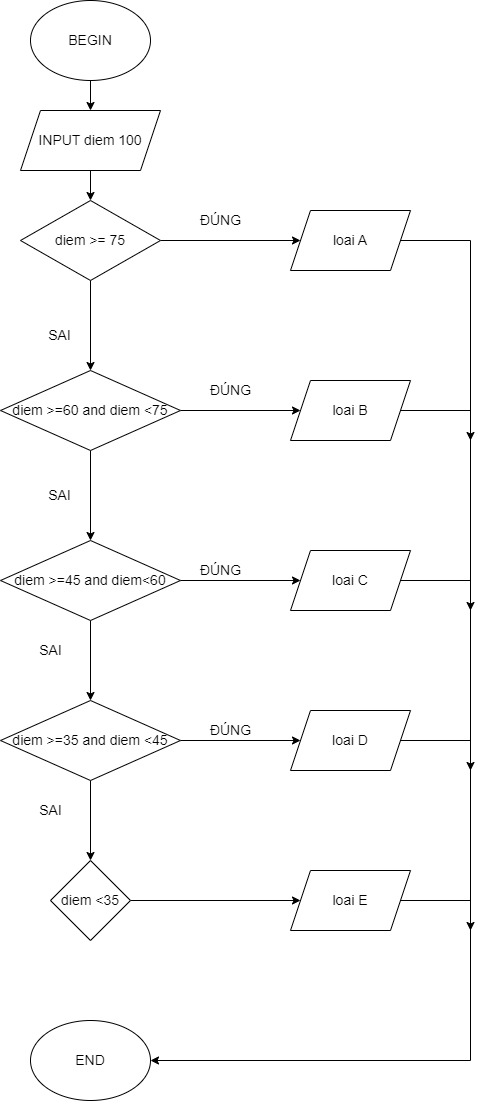 BEGIN
INPUT diem 100
diem >= 75
ĐÚNG
loai A
SAI
diem >=60 and diem <75
ĐÚNG
loai B
SAI
diem >=45 and diem<60
ĐÚNG
loai C
SAI
diem >=35 and diem <45
ĐÚNG
loai D
SAI
diem <35
loai E
END